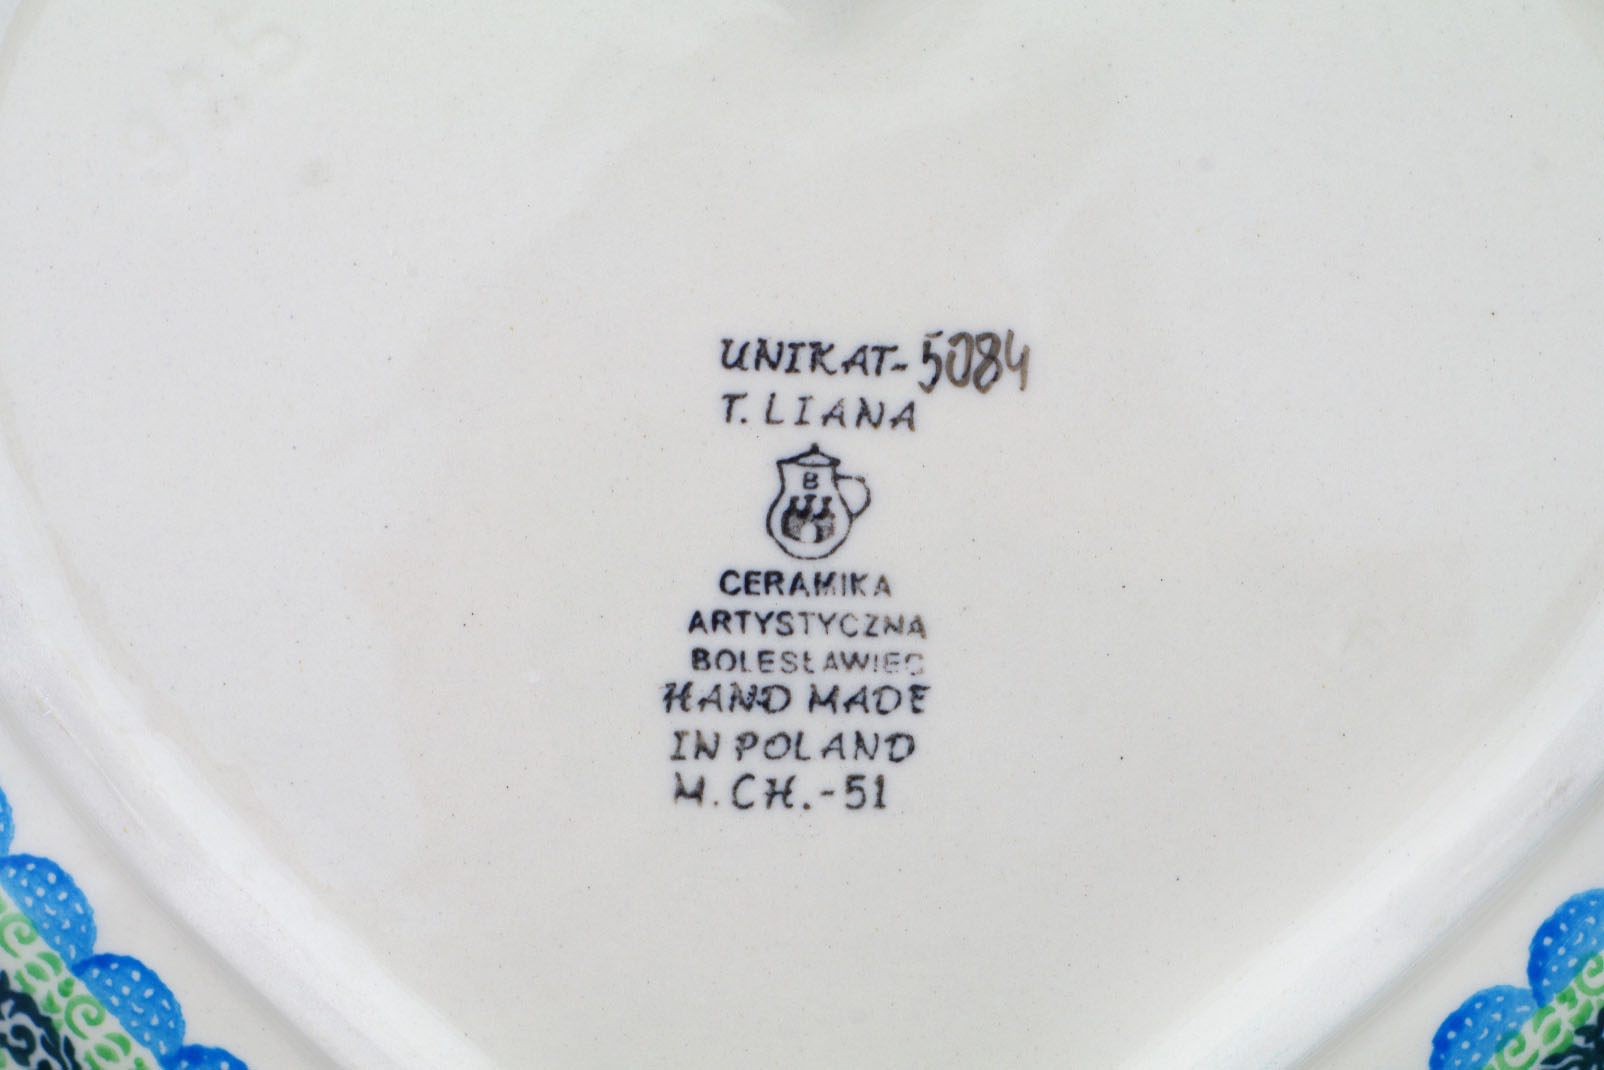 UNIKAT-5084
T. LIANA
B
CERAMIKA
ARTYSTYCZNA
BOLESŁAWIEC
HAND MADE
IN POLAND
M. CH.-51